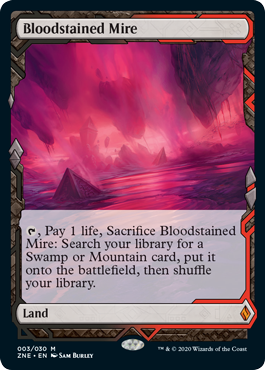 Bloodstained Mire
, Pay 1 life, Sacrifice Bloodstained
Mire: Search your library for a
Swamp or Mountain card, put it
onto the battlefield, then shuffle
your library.
Land
003/030 M
ZNE • EN SAM BURLEY
™ & © 2020 Wizards of the Coast